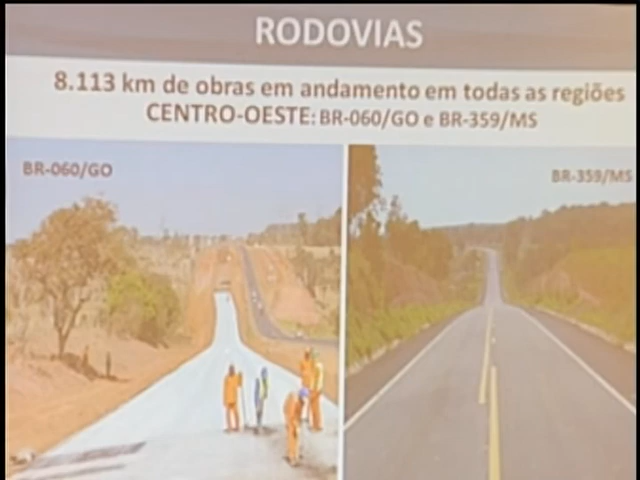 RODOVIAS
8.113 km de obras em andamento em todas as regiões
CENTRO-OESTE: BR-060/GO e BR-359/MS
BR-060/GO
BR-359/MS